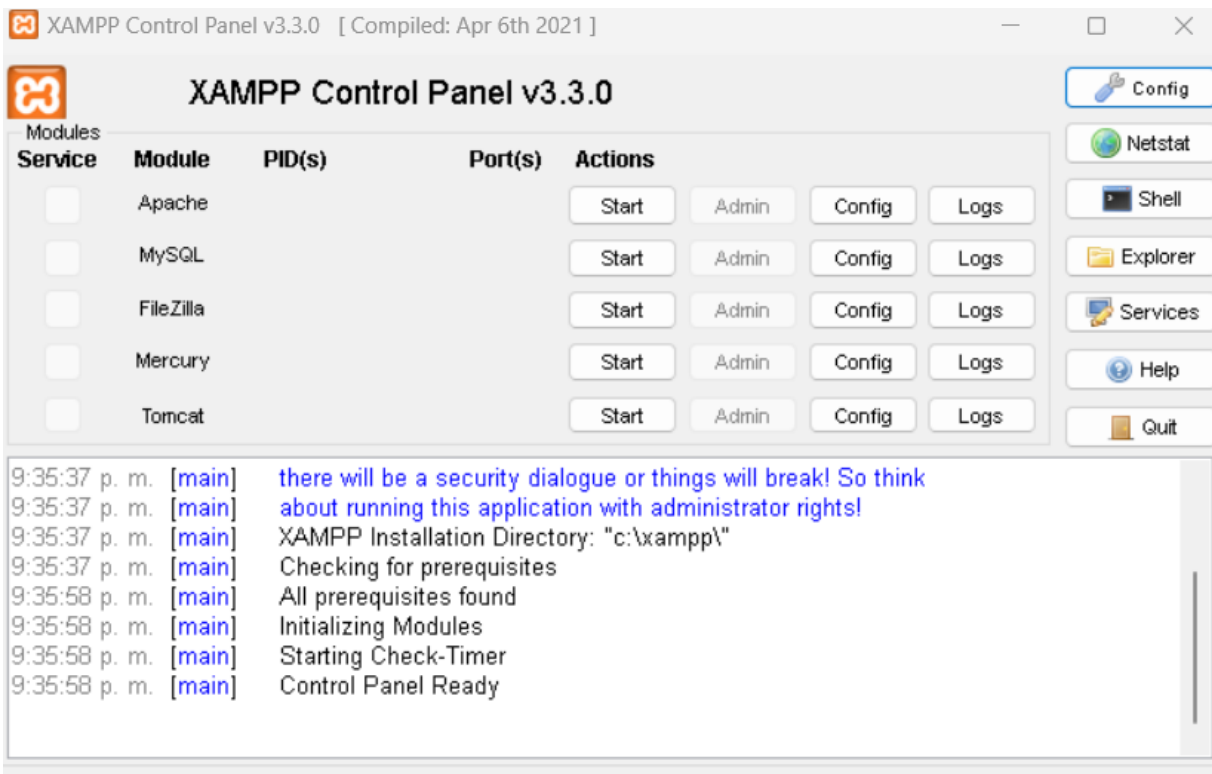 XAMPP Control Panel v3.3.0 [ Compiled: Apr 6th 2021 ]
XAMPP Control Panel v3.3.0
Config
Modules
Service Module PID(s) Port(s) Actions
Netstat
Apache Start Admin Config Logs
Shell
MySQL Start Admin Config Logs
Explorer
FileZilla Start Admin Config Logs
Services
Mercury Start Admin Config Logs
Help
Tomcat Start Admin Config Logs
Quit
9:35:37 p. m. [main] there will be a security dialogue or things will break! So think
9:35:37 p. m. [main] about running this application with administrator rights!
9:35:37 p. m. [main] XAMPP Installation Directory: "c:\xampp\"
9:35:37 p. m. [main] Checking for prerequisites
9:35:58 p. m. [main] All prerequisites found
9:35:58 p. m. [main] Initializing Modules
9:35:58 p. m. [main] Starting Check-Timer
9:35:58 p. m. [main] Control Panel Ready